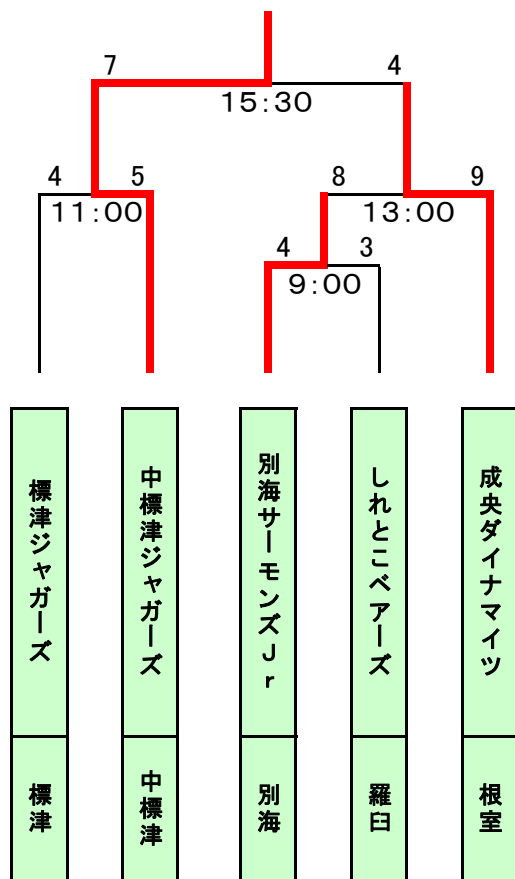 7 4
15:30
4 5 8 9
11:00 13:00
4 3
9:00
標津ジャガーズ
中標津ジャガーズ
別海サーモンズJr
しれとこベアーズ
成央ダイナマイツ
標津
中標津
別海
羅臼
根室